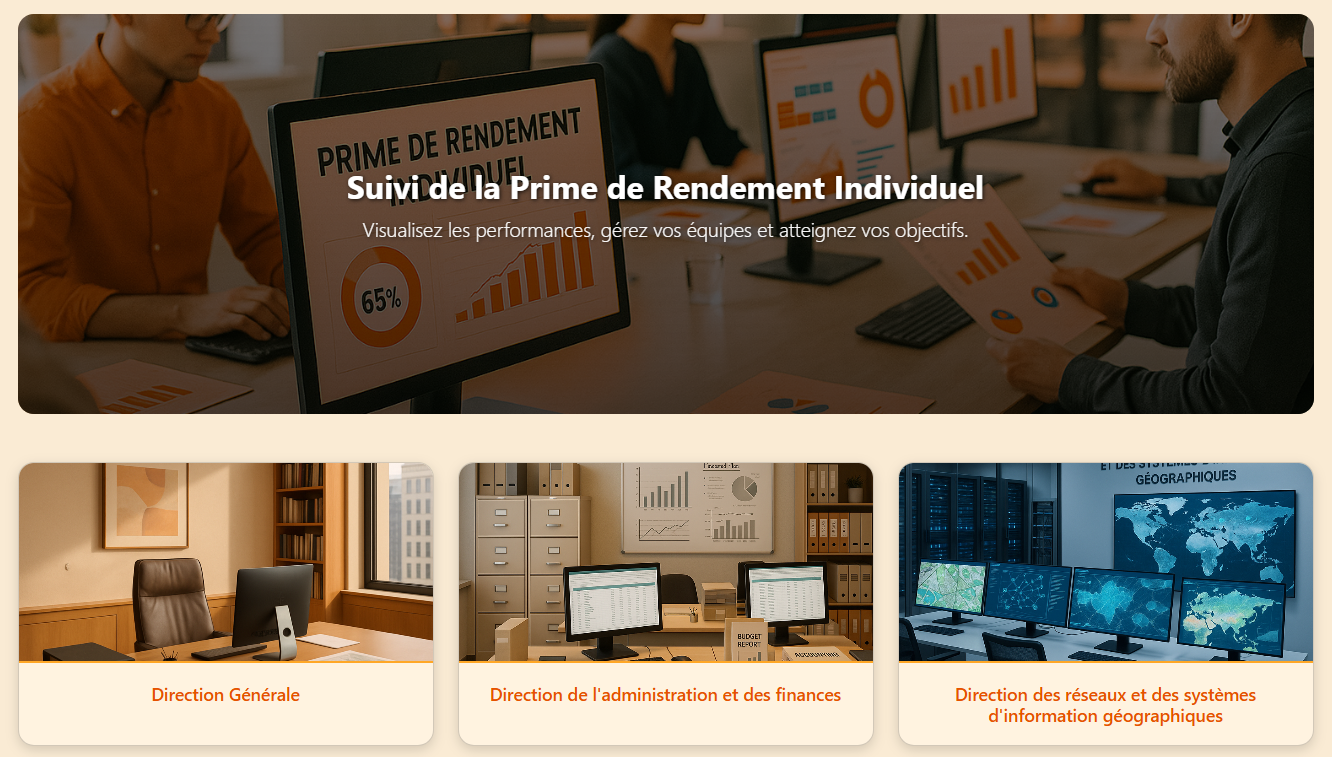 PRIME DE RENDEMENT
INDIVIDUEL
Suivi de la Prime de Rendement Individuel
Visualisez les performances, gérez vos équipes et atteignez vos objectifs.
65%
ET DES SYSTÈMES D'
GÉOGRAPHIQUES
BUDGET
REPORT
ACCOUNTING
Direction Générale
Direction de l'administration et des finances
Direction des réseaux et des systèmes
d'information géographiques